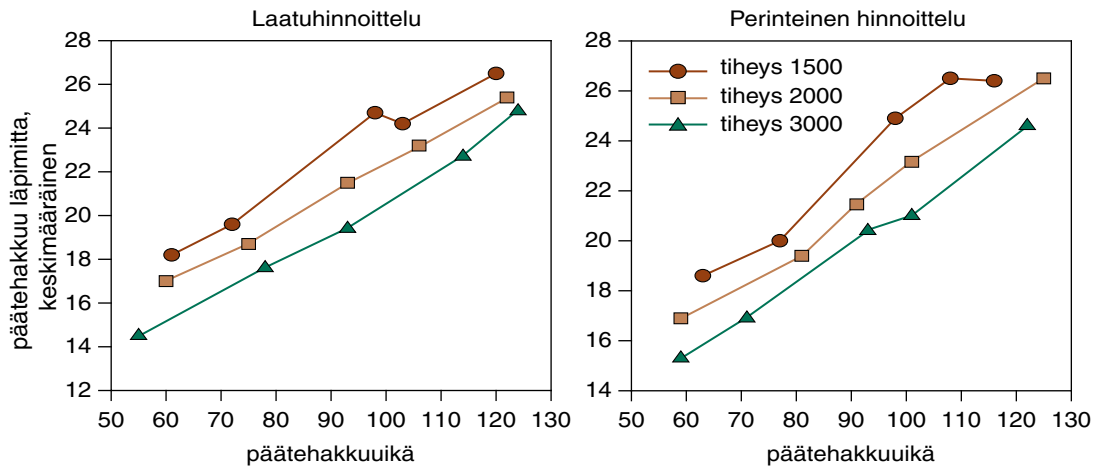 Laatuhinnoittelu
28
26
24
22
20
18
16
14
12
50 60 70 80 90 100 110 120 130
päätehakkuuikä
päätehakkuu läpimitta,
keskimääräinen
Perinteinen hinnoittelu
28
26
24
22
20
18
16
14
50 60 70 80 90 100 110 120 130
päätehakkuuikä
tiheys 1500
tiheys 2000
tiheys 3000